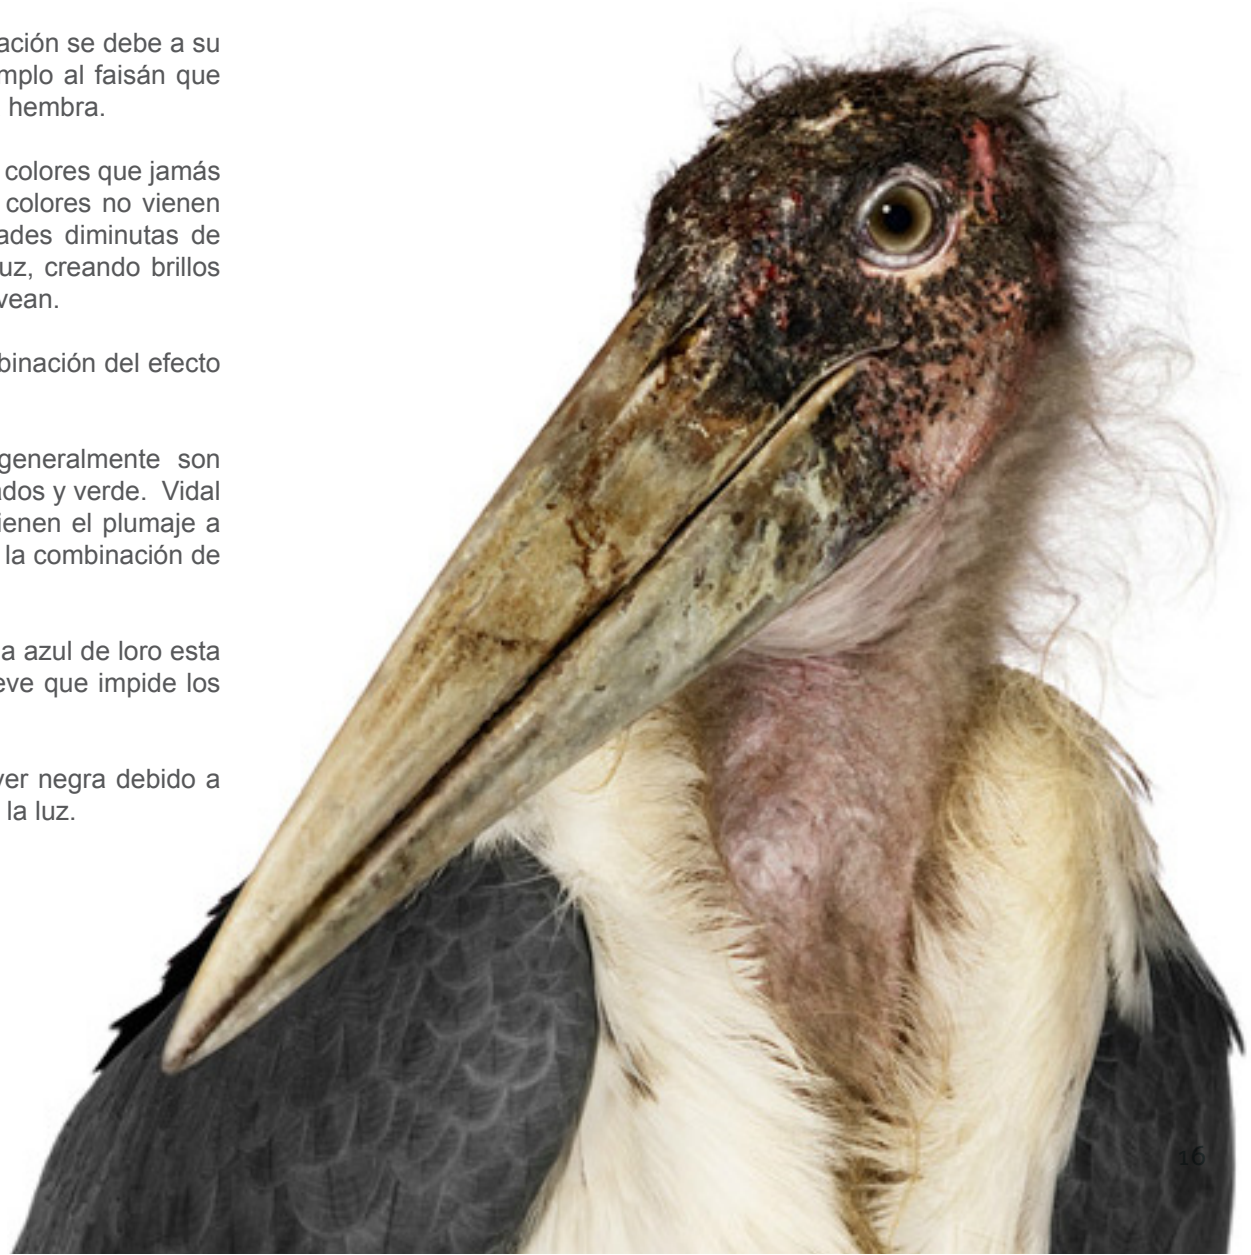 ación se debe a su
mplo al faisán que
hembra.
colores que jamás
colores no vienen
ades diminutas de
uz, creando brillos
vean.
binación del efecto
generalmente son
ados y verde. Vidal
ienen el plumaje a
la combinación de
a azul de loro esta
eve que impide los
ver negra debido a
la luz.
16